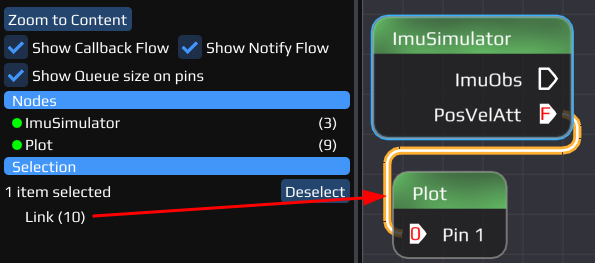 Zoom to Content
Show Callback Flow Show Notify Flow
Show Queue size on pins
Nodes
ImuSimulator (3)
Plot (9)
Selection
1 item selected Deselect
Link (10)
ImuSimulator
ImuObs
PosVelAtt F
Plot
0 Pin 1